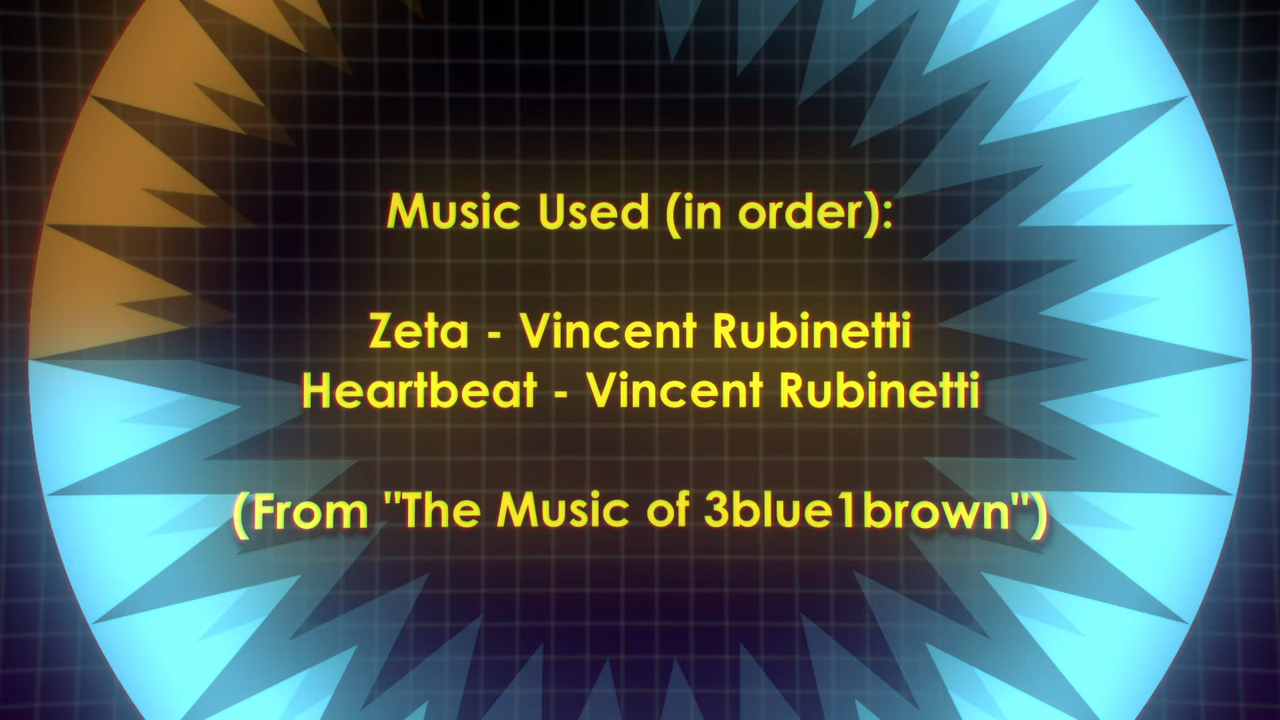 Music Used (in order):
Zeta - Vincent Rubinetti
Heartbeat - Vincent Rubinetti
(From "The Music of 3blue1brown")